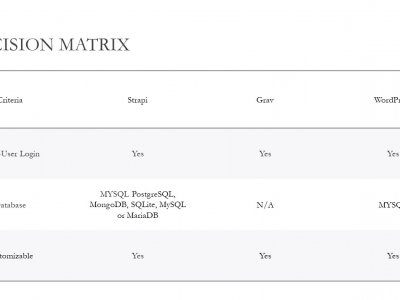 CISION MATRIX
Criteria Strapi Grav WordPr
-User Login Yes Yes Yes
MYSQL PostgreSQL,
atabase MongoDB, SQLite, MySQL N/A MYSQ
or MariaDB
tomizable Yes Yes Yes